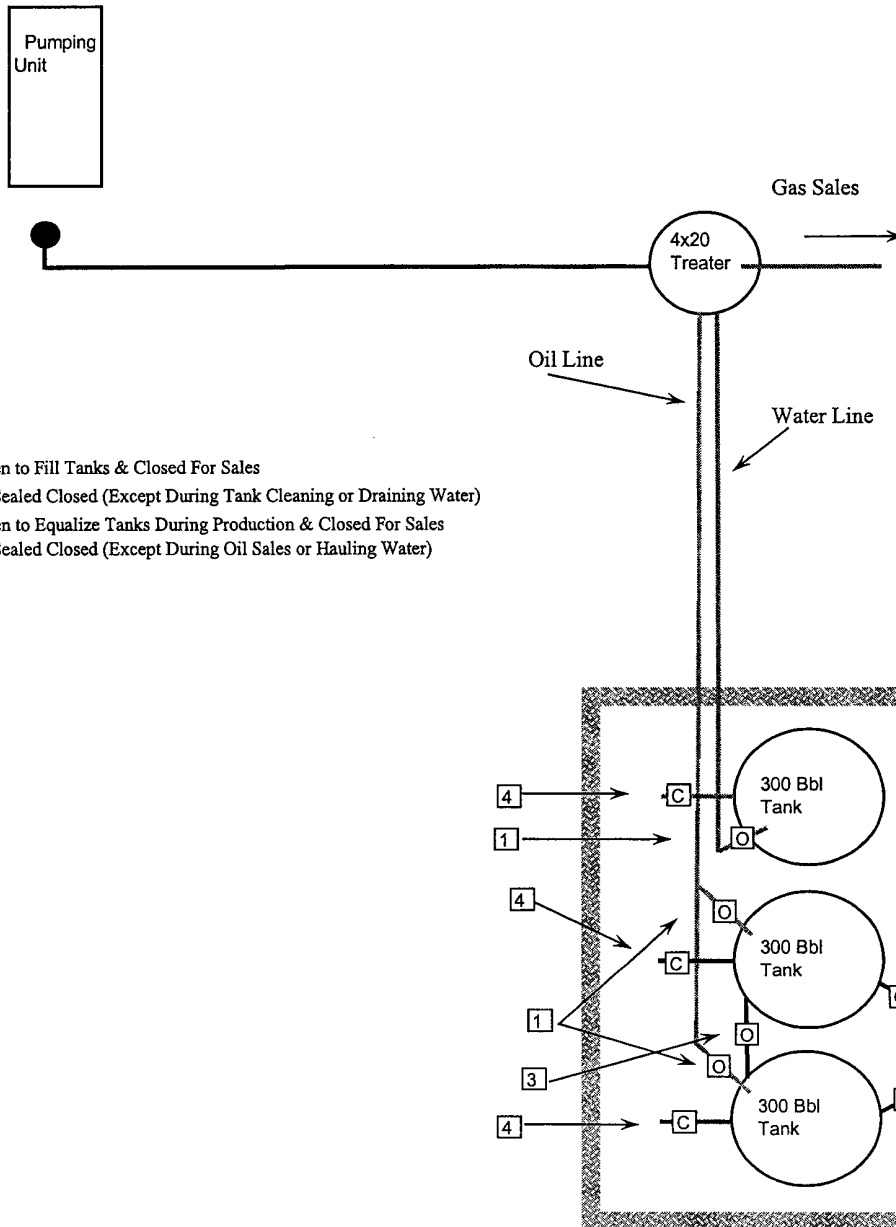 Pumping
Unit
Gas Sales
4x20
Treater
Oil Line
Water Line
en to Fill Tanks & Closed For Sales
ealed Closed (Except During Tank Cleaning or Draining Water)
en to Equalize Tanks During Production & Closed For Sales
ealed Closed (Except During Oil Sales or Hauling Water)
4
C
300 Bbl
Tank
1
O
4
O
C
300 Bbl
Tank
1
O
3
O
4
C
300 Bbl
Tank